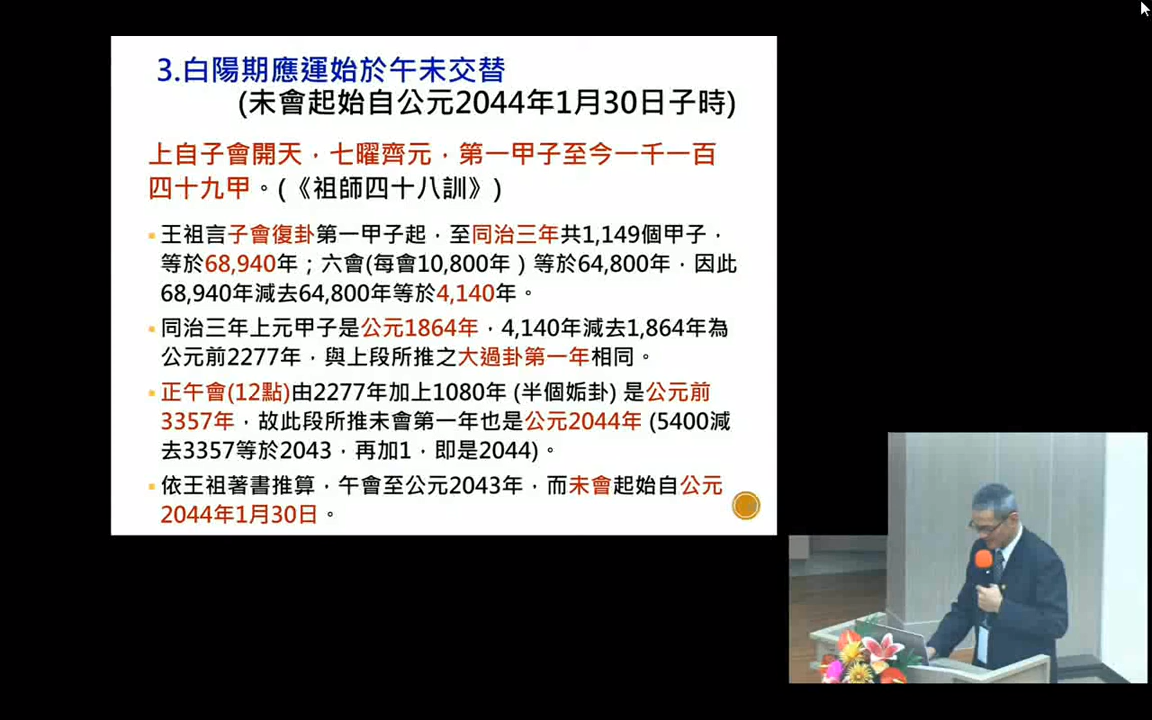 3.白陽期應運始於午未交替
(未會起始自公元2044年1月30日子時)
上自子會開天，七曜齊元，第一甲子至今一千一百
四十九甲。(《祖師四十八訓》)
王祖言子會復卦第一甲子起，至同治三年共1,149個甲子，
等於68,940年；六會(每會10,800年）等於64,800年，因此
68,940年減去64,800年等於4,140年。
同治三年上元甲子是公元1864年，4,140年減去1,864年為
公元前2277年，與上段所推之大過卦第一年相同。
正午會(12點)由2277年加上1080年 (半個姤卦) 是公元前
3357年，故此段所推未會第一年也是公元2044年 (5400減
去3357等於2043，再加1，即是2044)。
依王祖著書推算，午會至公元2043年，而未會起始自公元
2044年1月30日。